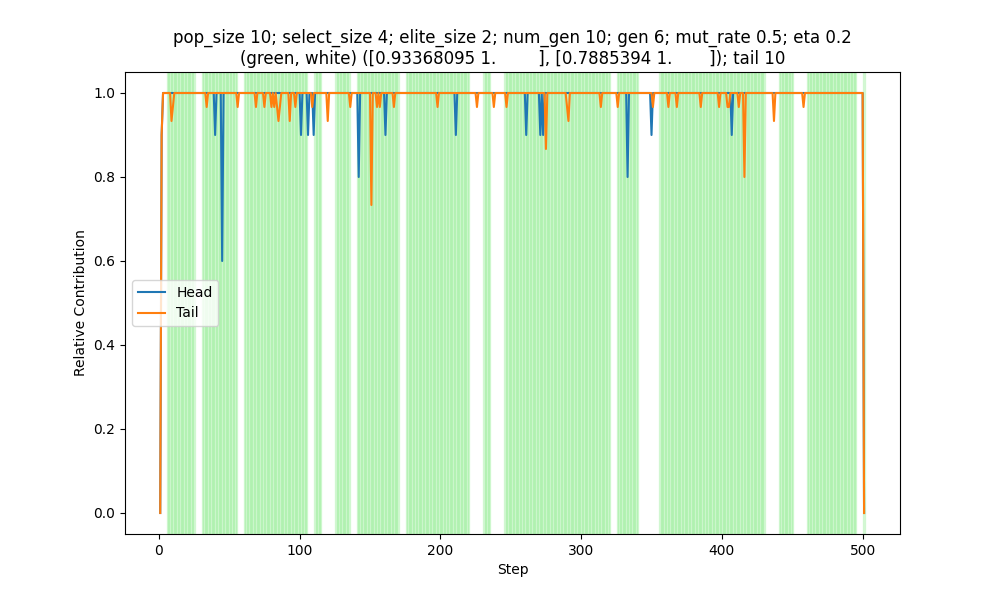 pop_size 10; select_size 4; elite_size 2; num_gen 10; gen 6; mut_rate 0.5; eta 0.2
(green, white) ([0.93368095 1.        ], [0.7885394 1.        ]); tail 10
1.0
0.8
0.6
0.4
0.2
0.0
Relative Contribution
Head
Tail
0
100
200
300
400
500
Step